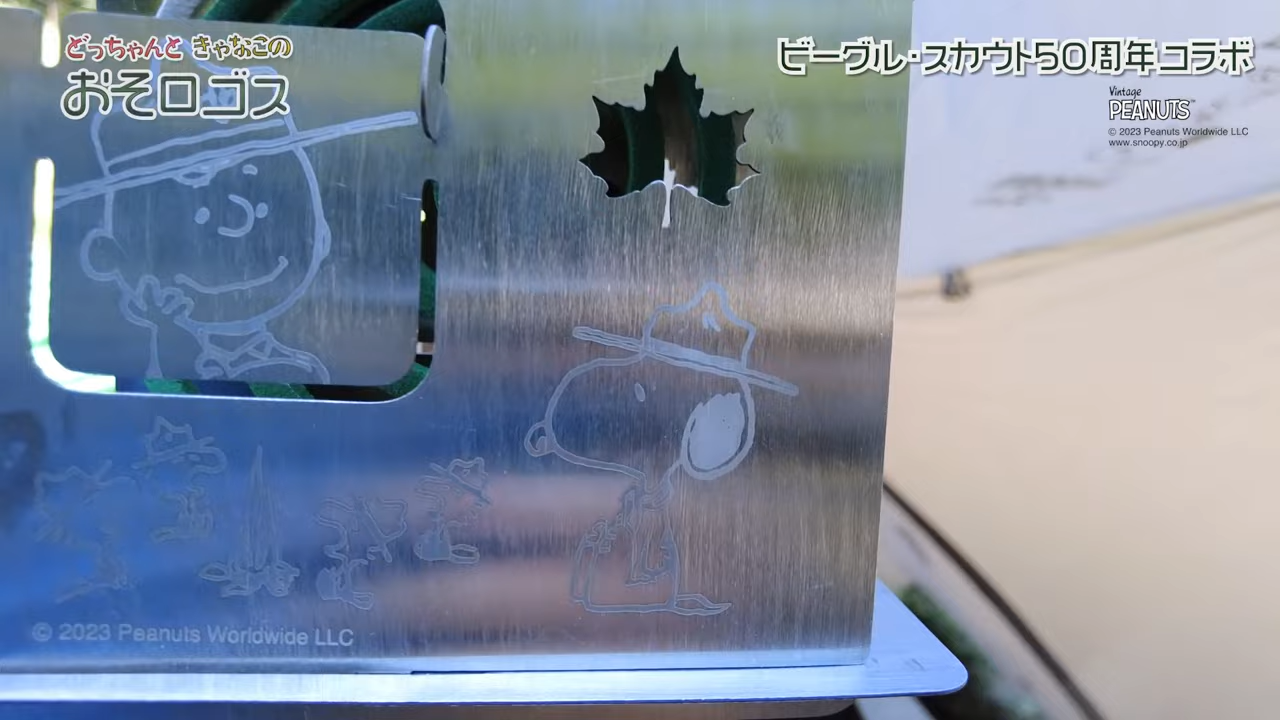 どっちゃんと きゃなこの
おそロゴス
ビーグル・スカウト50周年コラボ
Vintage
PEANUTS™
© 2023 Peanuts Worldwide LLC
www.snoopy.co.jp
© 2023 Peanuts Worldwide LLC